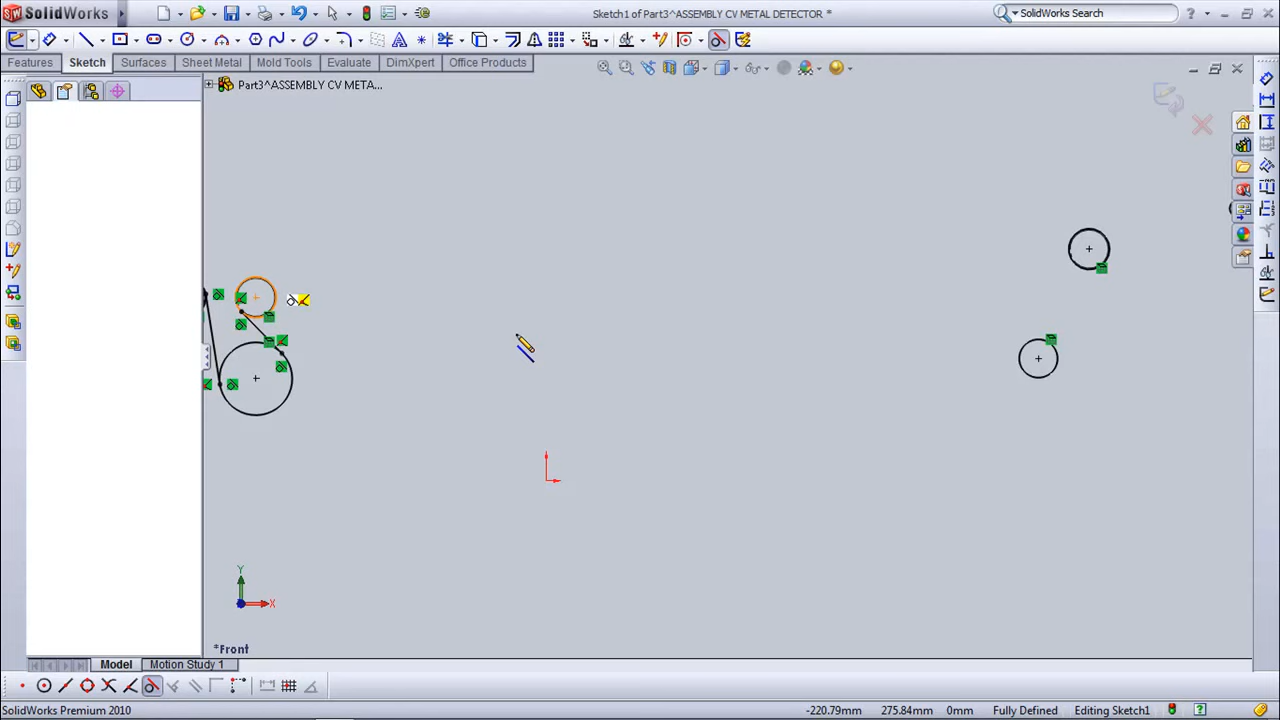 SolidWorks
Sketch1 of Part3^ASSEMBLY CV METAL DETECTOR *
SolidWorks Search
Features
Sketch
Surfaces
Sheet Metal
Mold Tools
Evaluate
DimXpert
Office Products
Part3^ASSEMBLY CV META...
Y
X
*Front
Model
Motion Study 1
SolidWorks Premium 2010
-220.79mm
275.84mm
0mm
Fully Defined
Editing Sketch1